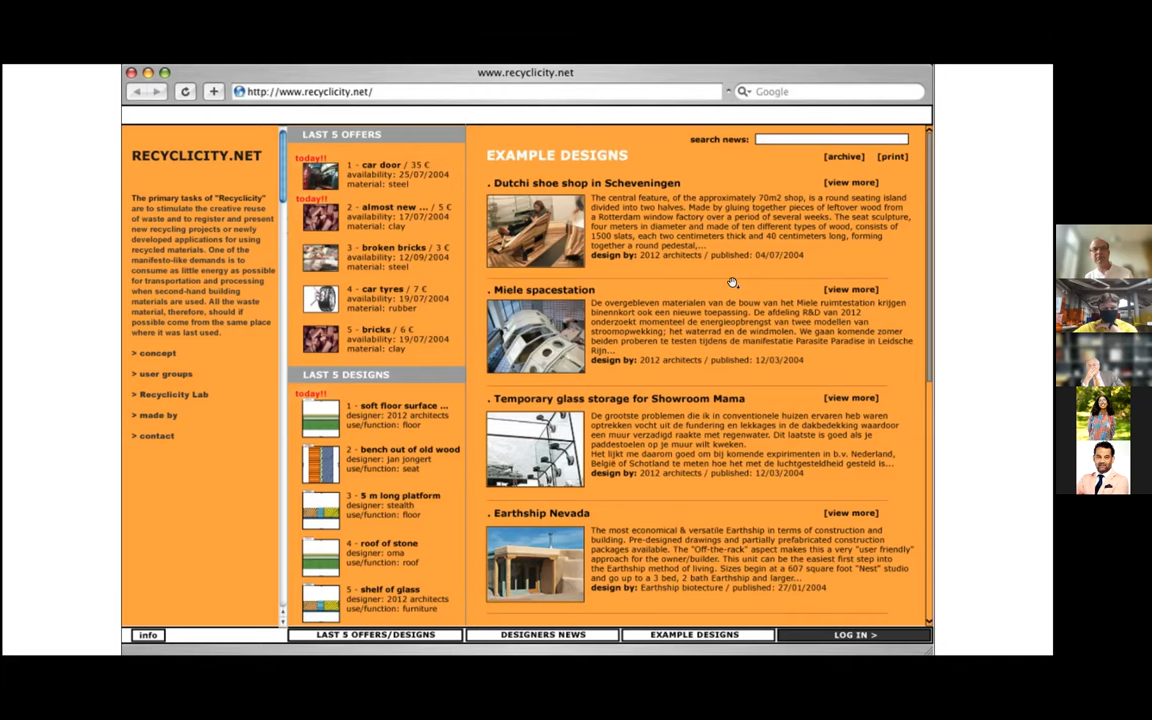 www.recyclicity.net
http://www.recyclicity.net/
Google
RECYCLICITY.NET
The primary tasks of "Recyclicity"
are to stimulate the creative reuse
of waste and to register and present
new recycling projects or newly
developed applications for using
recycled materials. One of the
manifesto-like demands is to
consume as little energy as possible
for transportation and processing
when second-hand building
materials are used. All the waste
material, therefore, should if
possible come from the same place
where it was last used.
> concept
> user groups
> Recyclicity Lab
> made by
> contact
LAST 5 OFFERS
today!!
1 - car door / 35 €
availability: 25/07/2004
material: steel
today!!
2 - almost new ... / 5 €
availability: 17/07/2004
material: clay
3 - broken bricks / 3 €
availability: 12/09/2004
material: steel
4 - car tyres / 7 €
availability: 19/07/2004
material: rubber
5 - bricks / 6 €
availability: 19/07/2004
material: clay
LAST 5 DESIGNS
today!!
1 - soft floor surface ...
designer: 2012 architects
use/function: floor
2 - bench out of old wood
designer: jan jongert
use/function: seat
3 - 5 m long platform
designer: stealth
use/function: floor
4 - roof of stone
designer: oma
use/function: roof
5 - shelf of glass
designer: 2012 architects
use/function: furniture
search news:
EXAMPLE DESIGNS
[archive] [print]
. Dutchi shoe shop in Scheveningen
[view more]
The central feature, of the approximately 70m2 shop, is a round seating island
divided into two halves. Made by gluing together pieces of leftover wood from
a Rotterdam window factory over a period of several weeks. The seat sculpture,
four meters in diameter and made of ten different types of wood, consists of
1500 slats, each two centimeters thick and 40 centimeters long, forming
together a round pedestal,...
design by: 2012 architects / published: 04/07/2004
. Miele spacestation
[view more]
De overgebleven materialen van de bouw van het Miele ruimtestation krijgen
binnenkort ook een nieuwe toepassing. De afdeling R&D van 2012
onderzoekt momenteel de energieopbrengst van twee modellen van
stroomopwekking; het waterrad en de windmolen. We gaan komende zomer
beiden proberen te testen tijdens de manifestatie Parasite Paradise in Leidsche
Rijn...
design by: 2012 architects / published: 12/03/2004
. Temporary glass storage for Showroom Mama
[view more]
De grootste problemen die ik in conventionele huizen ervaren heb waren
optrekken vocht uit de fundering en lekkages in de dakbedekking waardoor
een muur verzadigd raakte met regenwater. Dit laatste is goed als je
paddestoelen op je muur wilt kweken.
Het lijkt me daarom goed om bij komende expirimenten in b.v. Nederland,
België of Schotland te meten hoe het met de luchtgesteldheid gesteld is...
design by: 2012 architects / published: 12/03/2004
. Earthship Nevada
[view more]
The most economical & versatile Earthship in terms of construction and
building. Pre-designed drawings and partially prefabricated construction
packages available. The "Off-the-rack" aspect makes this a very "user friendly"
approach for the owner/builder. This unit can be the easiest first step into
the Earthship method of living. Sizes begin at a 607 square foot "Nest" studio
and go up to a 3 bed, 2 bath Earthship and larger...
design by: Earthship biotecture / published: 27/01/2004
info
LAST 5 OFFERS/DESIGNS
DESIGNERS NEWS
EXAMPLE DESIGNS
LOG IN >